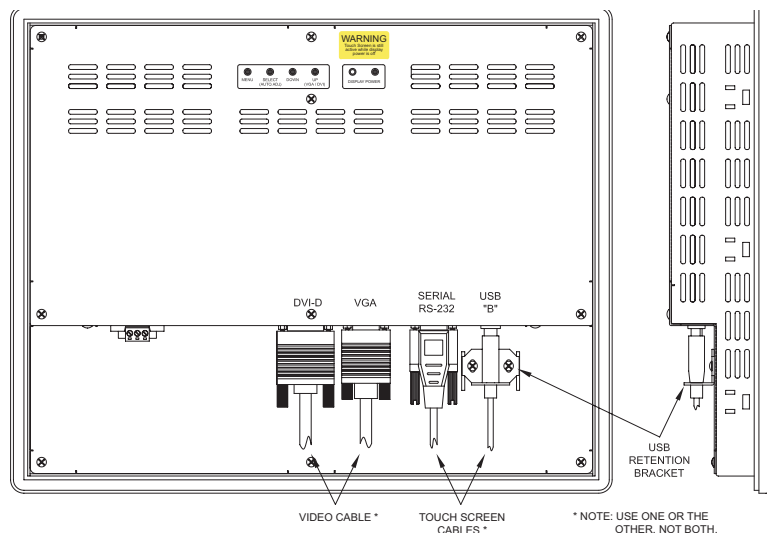 WARNING
Touch Screen is still
active while display
power is off
MENU
SELECT
(AUTO ADJ)
DOWN
UP
(VGA / DVI)
DISPLAY POWER
DVI-D
VGA
SERIAL
RS-232
USB
"B"
USB
RETENTION
BRACKET
VIDEO CABLE *
TOUCH SCREEN
CABLES *
* NOTE: USE ONE OR THE
OTHER, NOT BOTH.